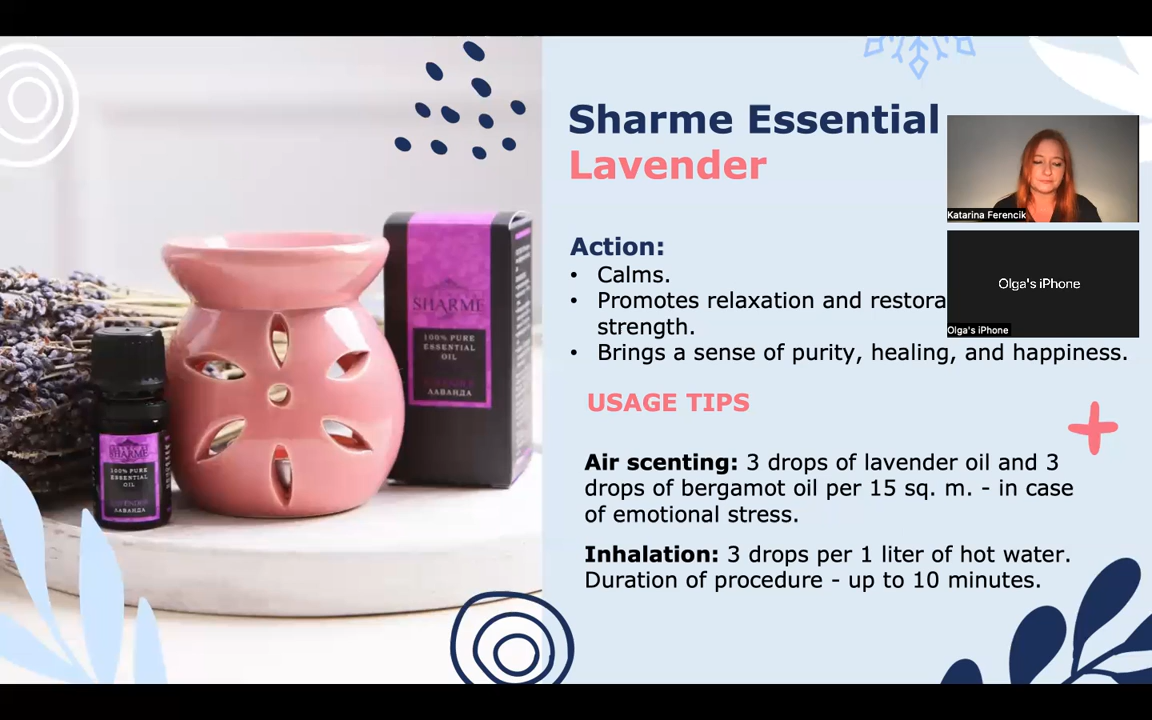 Sharme Essential
Lavender
Katarina Ferencik
Olga's iPhone
Olga's iPhone
Action:
• Calms.
• Promotes relaxation and restora
strength.
• Brings a sense of purity, healing, and happiness.
USAGE TIPS
Air scenting: 3 drops of lavender oil and 3
drops of bergamot oil per 15 sq. m. - in case
of emotional stress.
Inhalation: 3 drops per 1 liter of hot water.
Duration of procedure - up to 10 minutes.
SHARME
100% PURE
ESSENTIAL
OIL
ЛАВАНДА
SHARME
100% PURE
ESSENTIAL
OIL
ЛАВАНДА